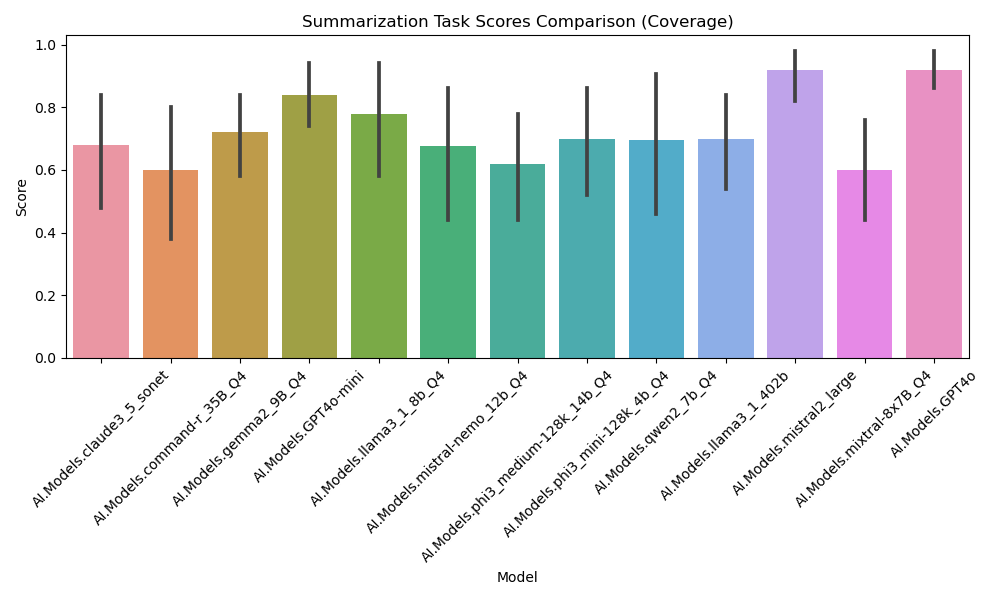 Summarization Task Scores Comparison (Coverage)
1.0
0.8
0.6
0.4
0.2
0.0
Score
AI.Models.claude3_5_sonet
AI.Models.command-r_35B_Q4
AI.Models.gemma2_9B_Q4
AI.Models.GPT4o-mini
AI.Models.llama3_1_8b_Q4
AI.Models.mistral-nemo_12b_Q4
AI.Models.phi3_medium-128k_14b_Q4
AI.Models.phi3_mini-128k_4b_Q4
AI.Models.qwen2_7b_Q4
AI.Models.llama3_1_402b
AI.Models.mistral2_large
AI.Models.mixtral-8x7B_Q4
AI.Models.GPT4o
Model